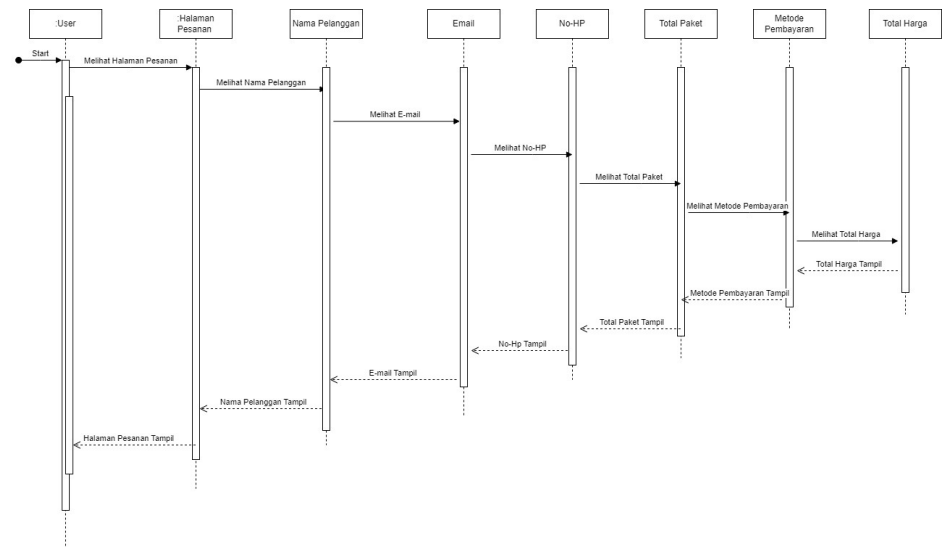 :User
:Halaman
Pesanan
Nama Pelanggan
Email
No-HP
Total Paket
Metode
Pembayaran
Total Harga
Start
Melihat Halaman Pesanan
Melihat Nama Pelanggan
Melihat E-mail
Melihat No-HP
Melihat Total Paket
Melihat Metode Pembayaran
Melihat Total Harga
Total Harga Tampil
Metode Pembayaran Tampil
Total Paket Tampil
No-Hp Tampil
E-mail Tampil
Nama Pelanggan Tampil
Halaman Pesanan Tampil